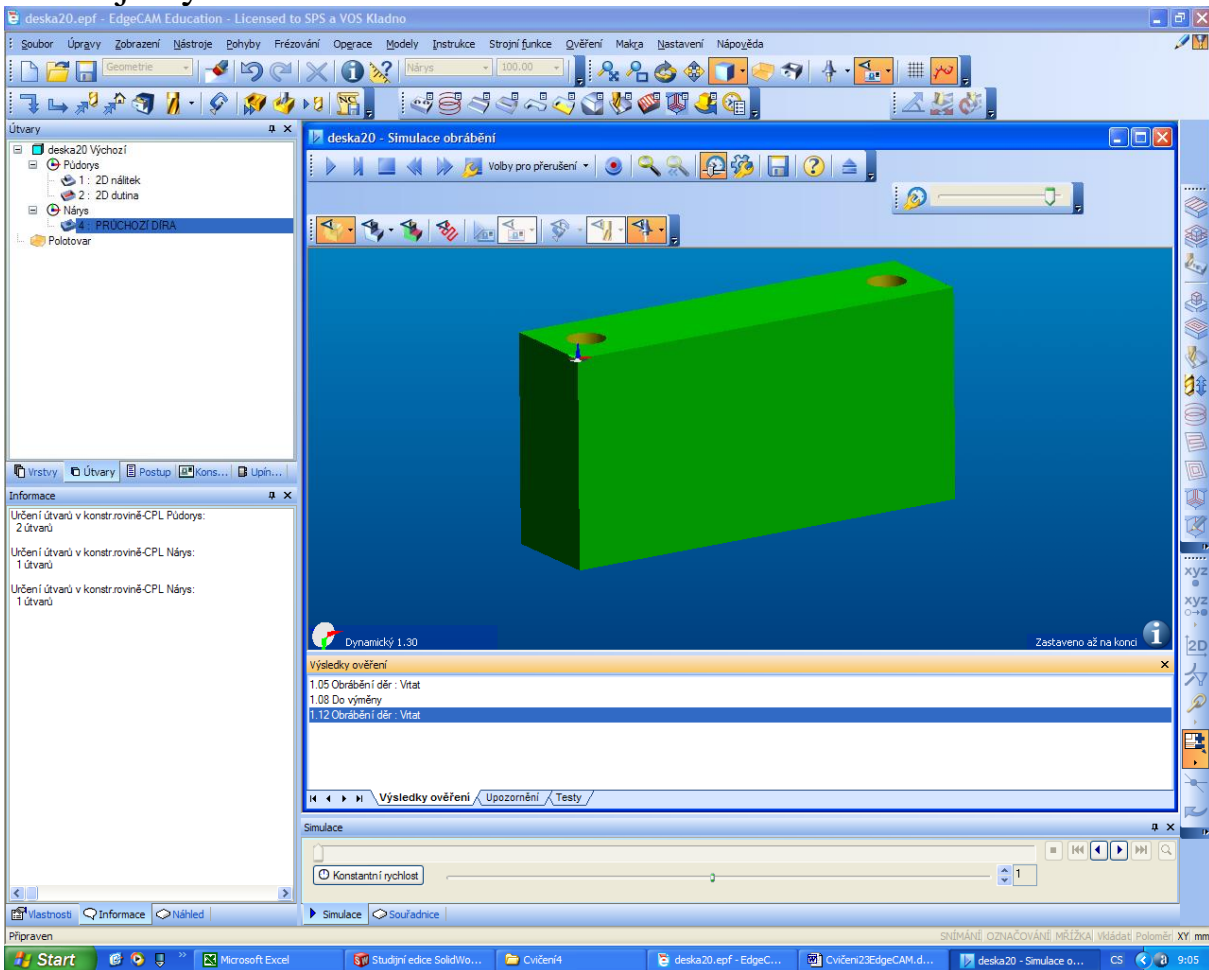 deska20.epf - EdgeCAM Education - Licensed to SPS a VOS Kladno
Soubor Úpravy Zobrazení Nástroje Pohyby Frézování Operace Modely Instrukce Strojní funkce Ověření Makra Nastavení Nápověda
Geometrie Nárys 100.00
Útvary
deska20 Výchozí
Půdorys
1 : 2D nálitek
2 : 2D dutina
Nárys
4 : PRŮCHOZÍ DÍRA
Polotovar
Vrstvy Útvary Postup Kons... Upín...
Informace
Určení útvarů v konstr.rovině-CPL Půdorys:
2 útvarů
Určení útvarů v konstr.rovině-CPL Nárys:
1 útvarů
Určení útvarů v konstr.rovině-CPL Nárys:
1 útvarů
Vlastnosti Informace Náhled
deska20 - Simulace obrábění
Volby pro přerušení
Dynamický 1.30
Zastaveno až na konci
Výsledky ověření
1.05 Obrábění děr : Vrtat
1.08 Do výměny
1.12 Obrábění děr : Vrtat
Výsledky ověření Upozornění Testy
Simulace
Konstantní rychlost 1
Simulace Souřadnice
xyz
xyz
2D
Připraven
SNÍMÁNÍ OZNAČOVÁNÍ MŘÍŽKA Vkládat Poloměr XY mm
Start Microsoft Excel Studijní edice SolidWo... Cvičení4 deska20.epf - EdgeC... Cvičeni23EdgeCAM.d... deska20 - Simulace o... CS 9:05